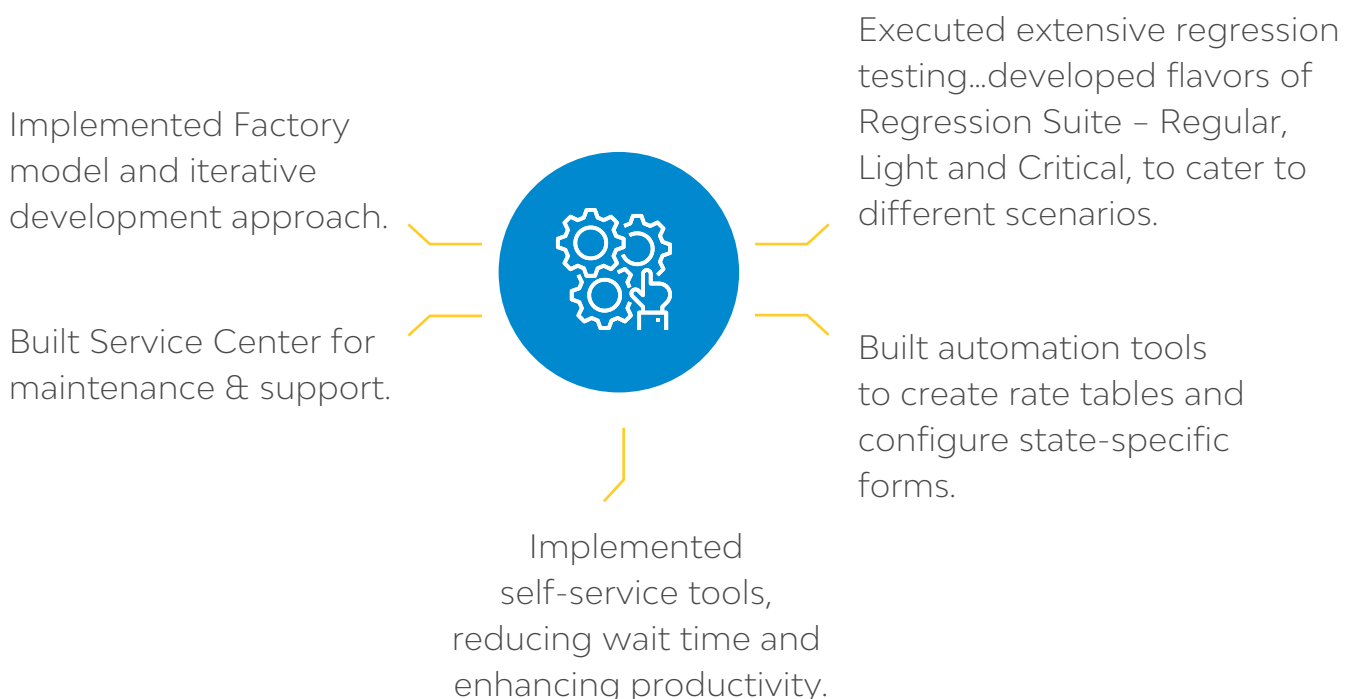 Implemented Factory
model and iterative
development approach.
Built Service Center for
maintenance & support.
Executed extensive regression
testing…developed flavors of
Regression Suite – Regular,
Light and Critical, to cater to
different scenarios.
Built automation tools
to create rate tables and
configure state-specific
forms.
Implemented
self-service tools,
reducing wait time and
enhancing productivity.